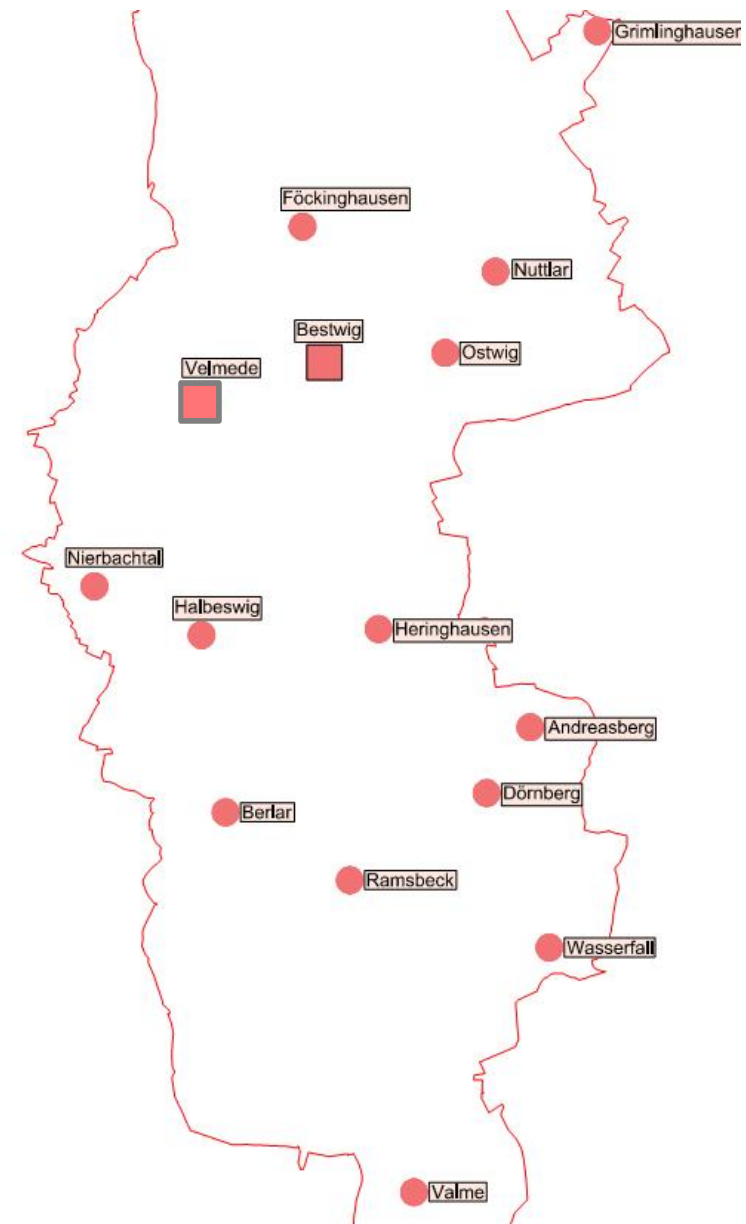 Grimlinghausen
Föckinghausen
Nuttlar
Bestwig
Ostwig
Velmede
Nierbachtal
Halbeswig
Heringhausen
Andreasberg
Dörnberg
Berlar
Ramsbeck
Wasserfall
Valme